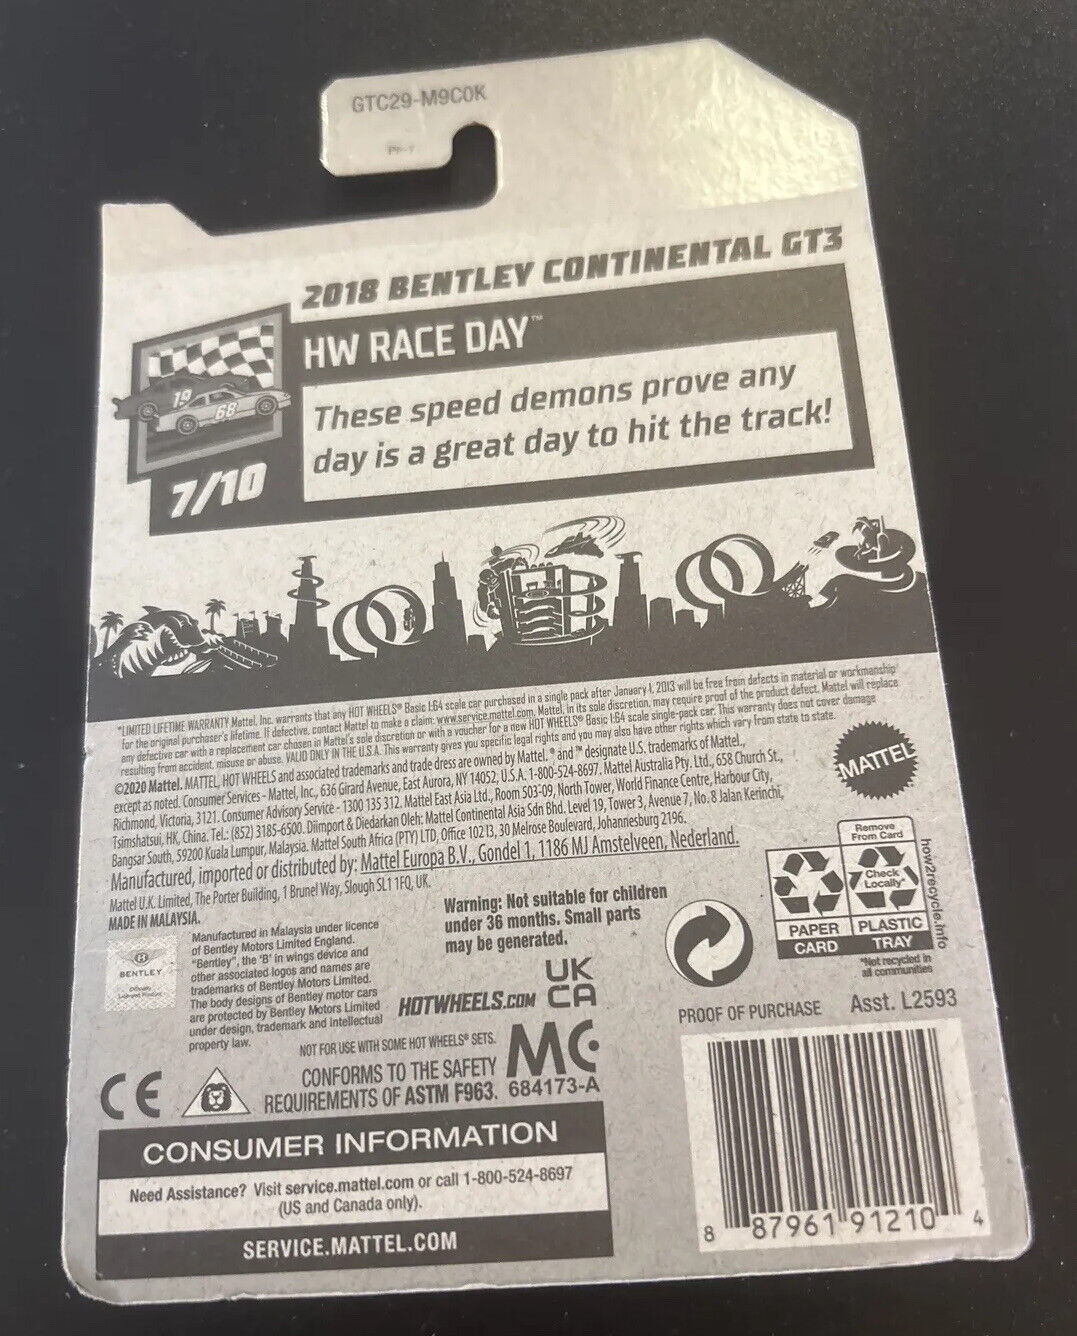 GTC29-M9C0K
2018 BENTLEY CONTINENTAL GT3
HW RACE DAY™
19
68
7/10
These speed demons prove any
day is a great day to hit the track!
*LIMITED LIFETIME WARRANTY Mattel, Inc. warrants that any HOT WHEELS® Basic 1:64 scale car purchased in a single pack after January 1, 2013 will be free from defects in material or workmanship
for the original purchaser's lifetime. If defective, contact Mattel to make a claim: www.service.mattel.com. Mattel, in its sole discretion, may require proof of the product defect. Mattel will replace
any defective car with a replacement car chosen in Mattel's sole discretion or with a voucher for a new HOT WHEELS® Basic 1:64 scale single-pack car. This warranty does not cover damage
resulting from accident, misuse or abuse. VALID ONLY IN THE U.S.A. This warranty gives you specific legal rights and you may also have other rights which vary from state to state.
©2020 Mattel. MATTEL, HOT WHEELS and associated trademarks and trade dress are owned by Mattel. ® and ™ designate U.S. trademarks of Mattel,
except as noted. Consumer Services - Mattel, Inc., 636 Girard Avenue, East Aurora, NY 14052, U.S.A. 1-800-524-8697. Mattel Australia Pty. Ltd., 658 Church St.,
Richmond, Victoria, 3121. Consumer Advisory Service - 1300 135 312. Mattel East Asia Ltd., Room 503-09, North Tower, World Finance Centre, Harbour City,
Tsimshatsui, HK, China. Tel.: (852) 3185-6500. Diimport & Diedarkan Oleh: Mattel Continental Asia Sdn Bhd. Level 19, Tower 3, Avenue 7, No. 8 Jalan Kerinchi,
Bangsar South, 59200 Kuala Lumpur, Malaysia. Mattel South Africa (PTY) LTD, Office 102 I3, 30 Melrose Boulevard, Johannesburg 2196.
Manufactured, imported or distributed by: Mattel Europa B.V., Gondel 1, 1186 MJ Amstelveen, Nederland.
Mattel U.K. Limited, The Porter Building, 1 Brunel Way, Slough SL1 1FQ, UK.
MADE IN MALAYSIA.
MATTEL
BENTLEY
Officially
Licensed Product
Manufactured in Malaysia under licence
of Bentley Motors Limited England.
"Bentley", the 'B' in wings device and
other associated logos and names are
trademarks of Bentley Motors Limited.
The body designs of Bentley motor cars
are protected by Bentley Motors Limited
under design, trademark and intellectual
property law.
Warning: Not suitable for children
under 36 months. Small parts
may be generated.
HOTWHEELS.COM
UK
CA
Remove
From Card
Check
Locally*
PAPER
CARD
PLASTIC
TRAY
how2recycle.info
*Not recycled in
all communities
NOT FOR USE WITH SOME HOT WHEELS® SETS.
CONFORMS TO THE SAFETY
REQUIREMENTS OF ASTM F963.
MC
684173-A
CE
PROOF OF PURCHASE
Asst. L2593
CONSUMER INFORMATION
Need Assistance? Visit service.mattel.com or call 1-800-524-8697
(US and Canada only).
SERVICE.MATTEL.COM
8 87961 91210 4